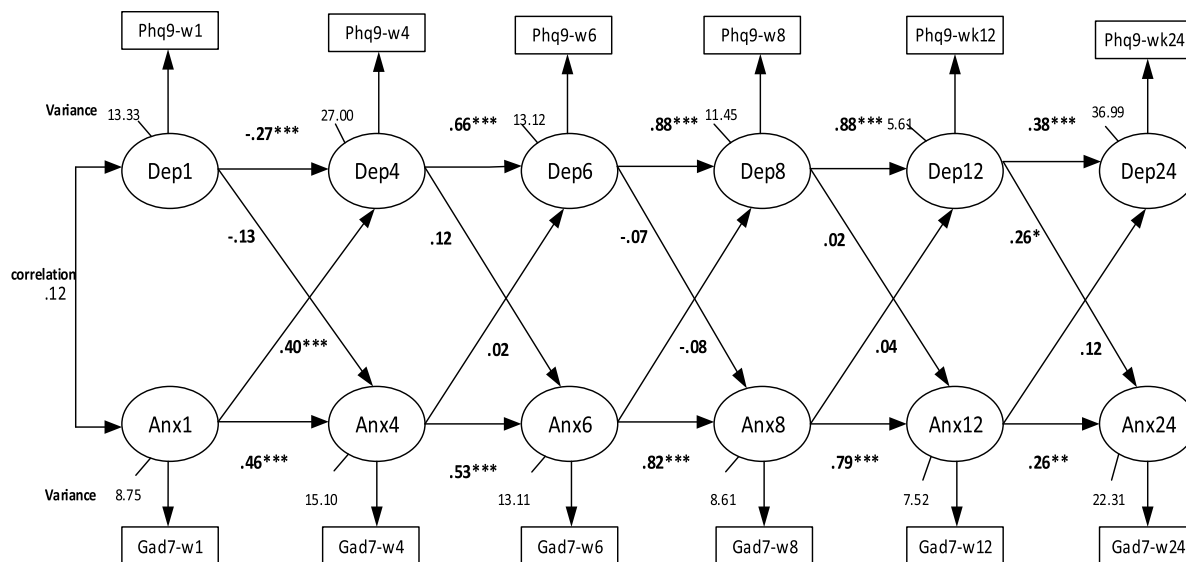 Phq9-w1 Phq9-w4 Phq9-w6 Phq9-w8 Phq9-wk12 Phq9-wk24
Variance 13.33 -.27*** 27.00 .66*** 13.12 .88*** 11.45 .88*** 5.61 .38*** 36.99
Dep1 Dep4 Dep6 Dep8 Dep12 Dep24
-.13 .12 -.07 .02 .26*
correlation
.12
.40*** .02 -.08 .04 .12
Anx1 Anx4 Anx6 Anx8 Anx12 Anx24
.46*** .53*** .82*** .79*** .26**
Variance 8.75 15.10 13.11 8.61 7.52 22.31
Gad7-w1 Gad7-w4 Gad7-w6 Gad7-w8 Gad7-w12 Gad7-w24